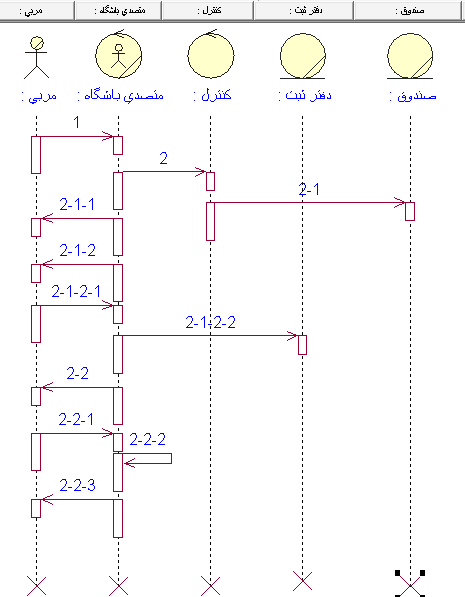 مربي :
متصدي باشگاه :
کنترل :
دفتر ثبت :
صندوق :
مربي :
متصدي باشگاه :
کنترل :
دفتر ثبت :
صندوق :
1
2
2-1
2-1-1
2-1-2
2-1-2-1
2-1-2-2
2-2
2-2-1
2-2-2
2-2-3